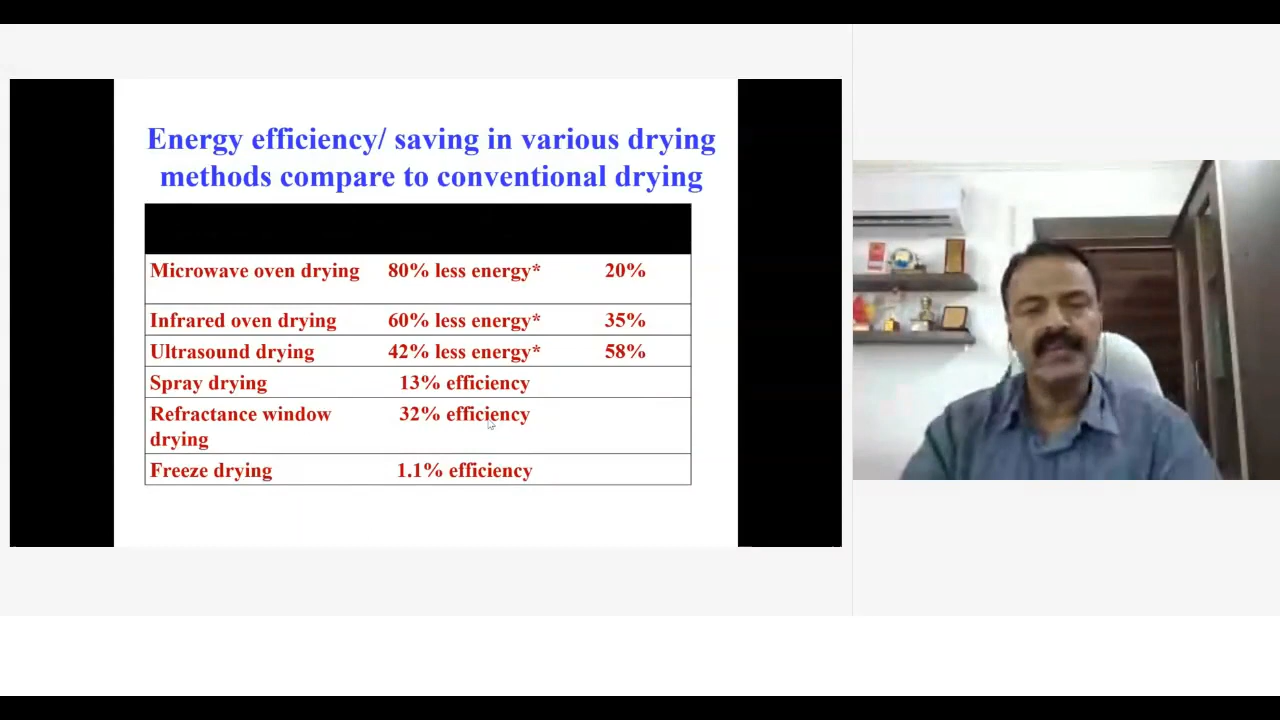 Energy efficiency/ saving in various drying
methods compare to conventional drying
Microwave oven drying 80% less energy* 20%
Infrared oven drying 60% less energy* 35%
Ultrasound drying 42% less energy* 58%
Spray drying 13% efficiency
Refractance window 32% efficiency
drying
Freeze drying 1.1% efficiency